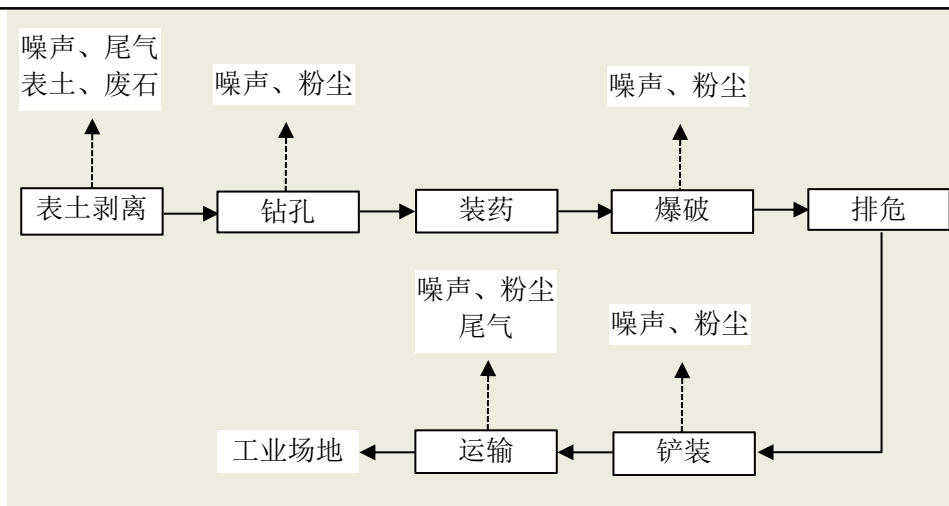 噪声、尾气
表土、废石
噪声、粉尘
噪声、粉尘
表土剥离
钻孔
装药
爆破
排危
噪声、粉尘
尾气
噪声、粉尘
工业场地
运输
铲装